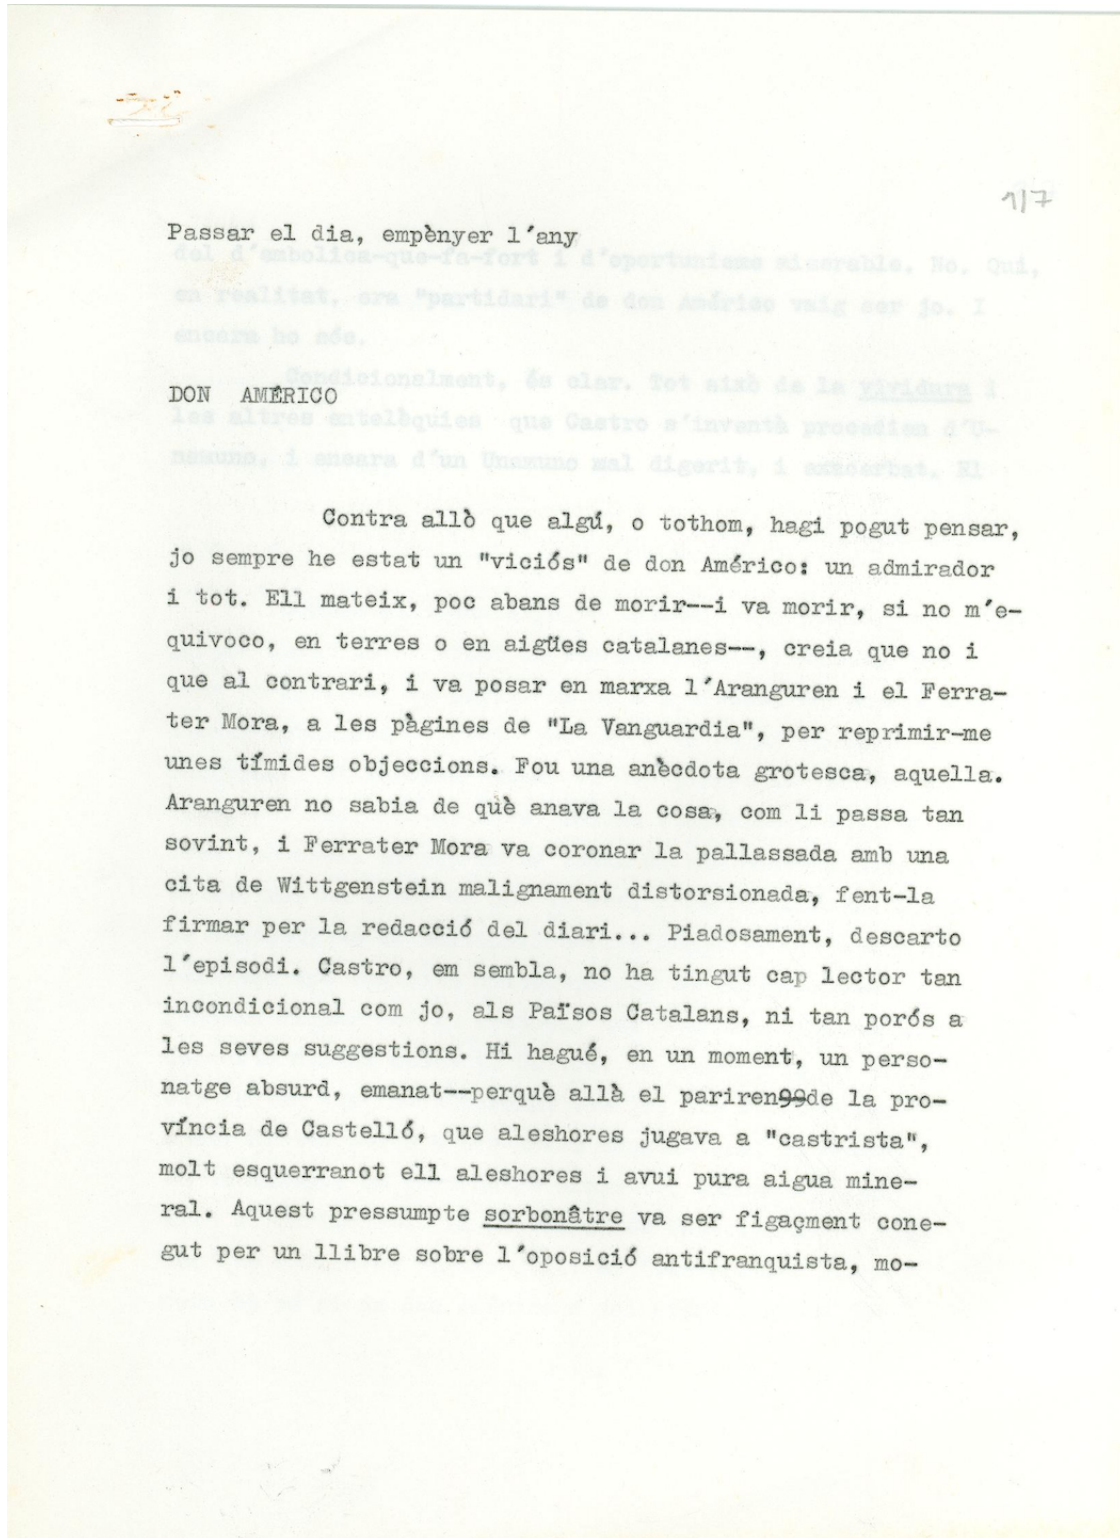 1/7
Passar el dia, empènyer l'any
DON AMÉRICO
Contra allò que algú, o tothom, hagi pogut pensar,
jo sempre he estat un "viciós" de don Américo: un admirador
i tot. Ell mateix, poc abans de morir--i va morir, si no m'e-
quivoco, en terres o en aigües catalanes--, creia que no i
que al contrari, i va posar en marxa l'Aranguren i el Ferra-
ter Mora, a les pàgines de "La Vanguardia", per reprimir-me
unes tímides objeccions. Fou una anècdota grotesca, aquella.
Aranguren no sabia de què anava la cosa, com li passa tan
sovint, i Ferrater Mora va coronar la pallassada amb una
cita de Wittgenstein malignament distorsionada, fent-la
firmar per la redacció del diari... Piadosament, descarto
l'episodi. Castro, em sembla, no ha tingut cap lector tan
incondicional com jo, als Països Catalans, ni tan porós a
les seves suggestions. Hi hagué, en un moment, un perso-
natge absurd, emanat--perquè allà el pariren--de la pro-
víncia de Castelló, que aleshores jugava a "castrista",
molt esquerranot ell aleshores i avui pura aigua mine-
ral. Aquest pressumpte sorbonâtre va ser figaçment cone-
gut per un llibre sobre l'oposició antifranquista, mo-